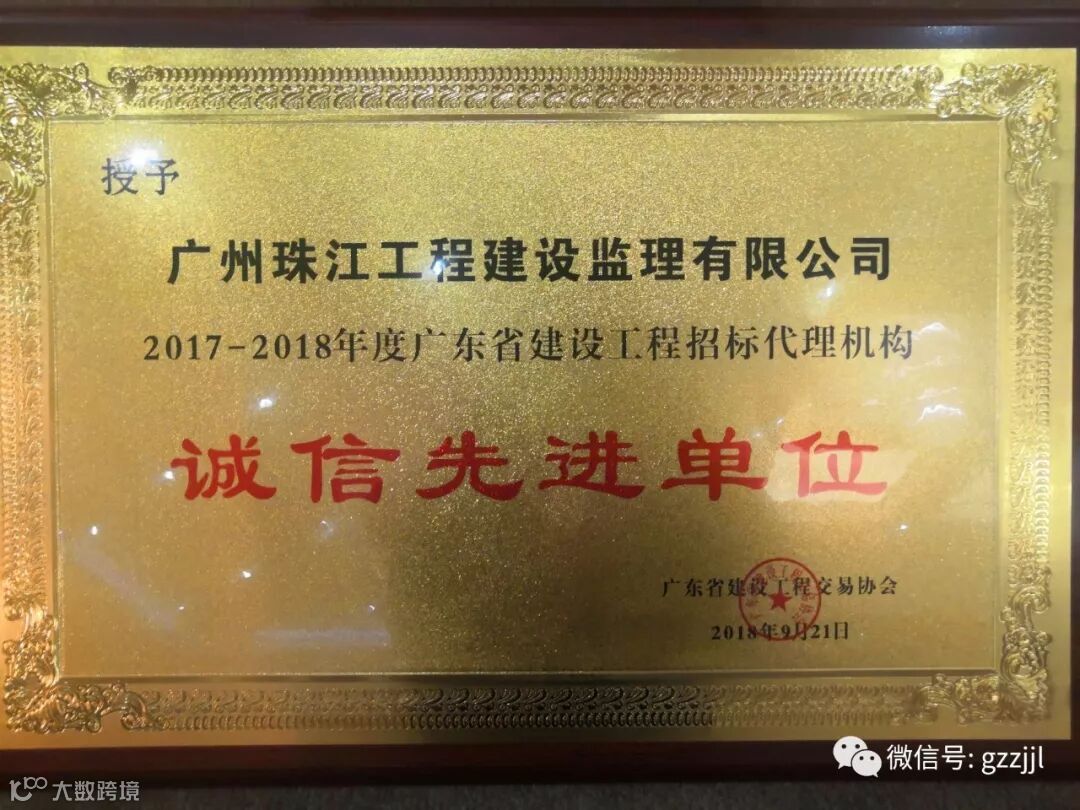 授予
广州珠江工程建设监理有限公司
2017-2018年度广东省建设工程招标代理机构
诚信先进单位
广东省建设工程交易协会
2018年9月21日
微信号: gzzjjl
大数跨境